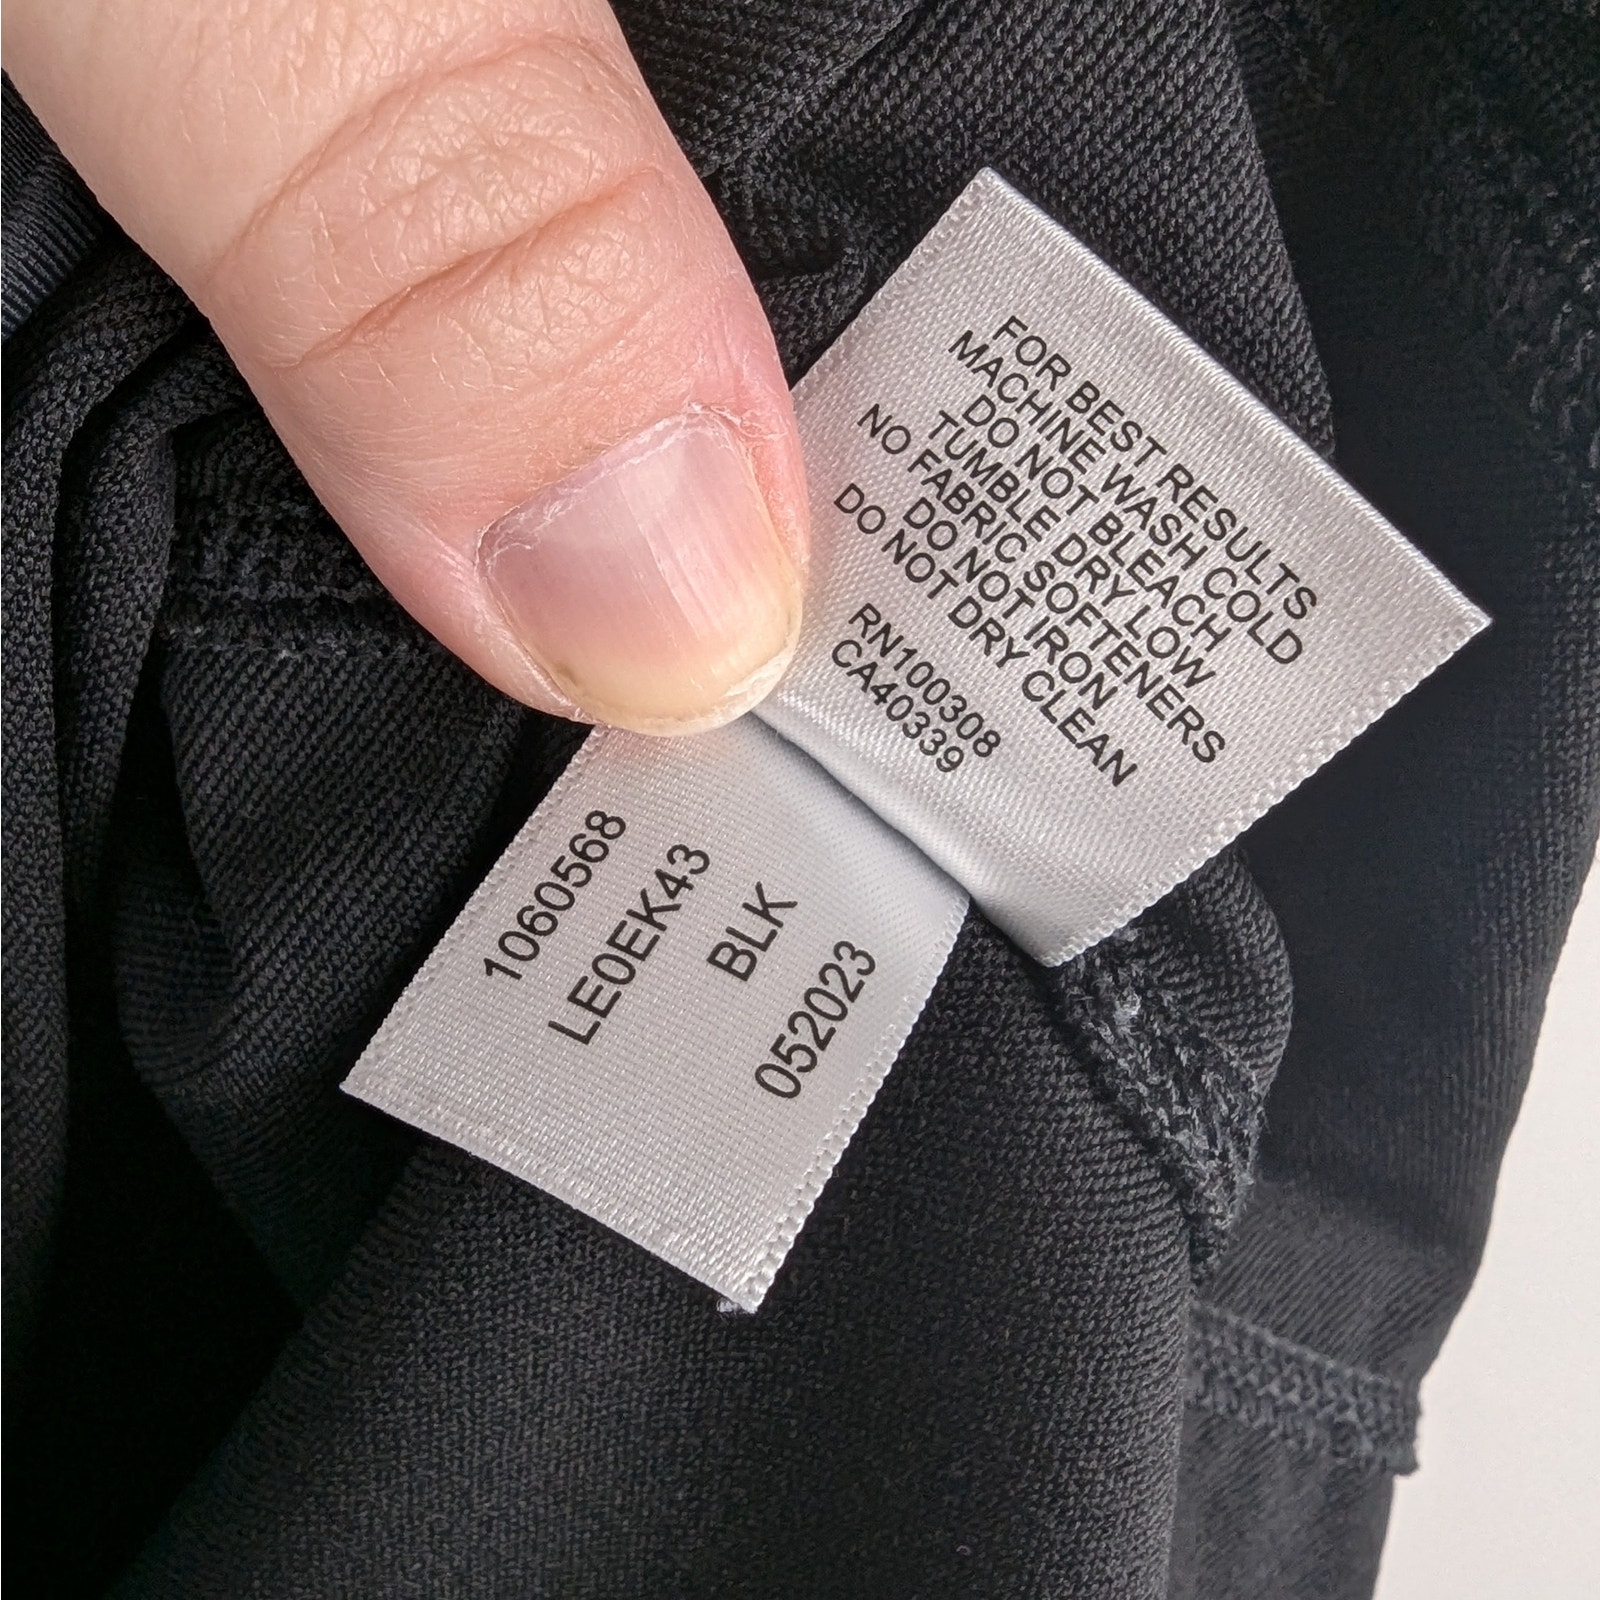 FOR BEST RESULTS
MACHINE WASH COLD
DO NOT BLEACH
TUMBLE DRY LOW
NO FABRIC SOFTENERS
DO NOT IRON
DO NOT DRY CLEAN
RN100308
CA40339
1060568
LE0EK43
BLK
052023